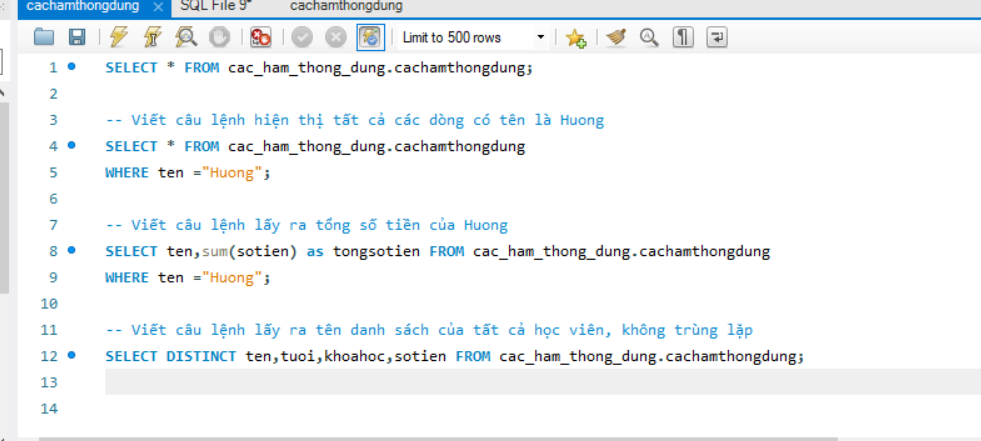 cachamthongdung × SQL File 9* cachamthongdung
Limit to 500 rows
1 SELECT * FROM cac_ham_thong_dung.cachamthongdung;
2
3 -- Viết câu lệnh hiện thị tất cả các dòng có tên là Huong
4 SELECT * FROM cac_ham_thong_dung.cachamthongdung
5 WHERE ten ="Huong";
6
7 -- Viết câu lệnh lấy ra tổng số tiền của Huong
8 SELECT ten,sum(sotien) as tongsotien FROM cac_ham_thong_dung.cachamthongdung
9 WHERE ten ="Huong";
10
11 -- Viết câu lệnh lấy ra tên danh sách của tất cả học viên, không trùng lặp
12 SELECT DISTINCT ten,tuoi,khoahoc,sotien FROM cac_ham_thong_dung.cachamthongdung;
13
14